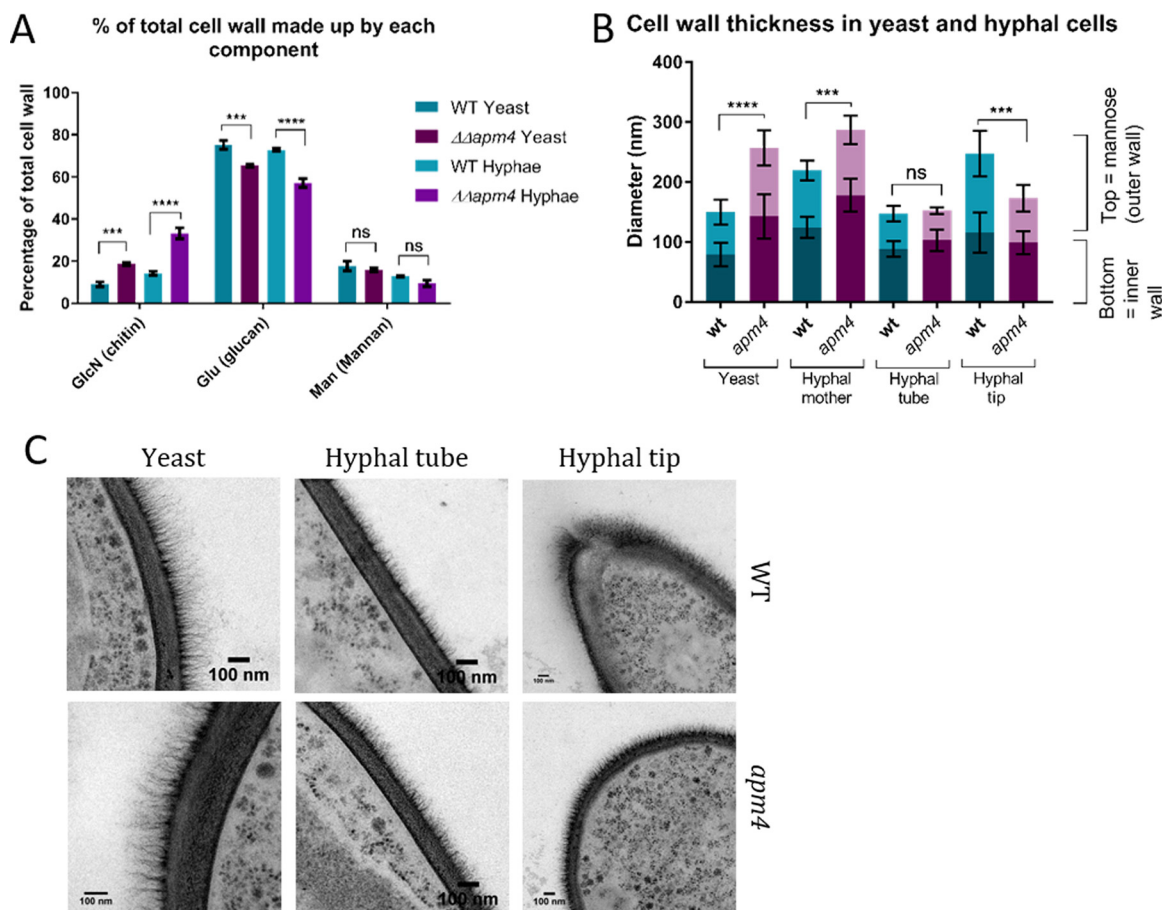 A
% of total cell wall made up by each
component
Percentage of total cell wall
100
80
60
40
20
0
***
****
***
****
ns
ns
GlcN (chitin)
Glu (glucan)
Man (Mannan)
WT Yeast
ΔΔapm4 Yeast
WT Hyphae
ΔΔapm4 Hyphae
B
Cell wall thickness in yeast and hyphal cells
Diameter (nm)
400
300
200
100
0
****
***
ns
***
wt
apm4
wt
apm4
wt
apm4
wt
apm4
Yeast
Hyphal
mother
Hyphal
tube
Hyphal
tip
Top = mannose
(outer wall)
Bottom
= inner
wall
C
Yeast
Hyphal tube
Hyphal tip
WT
100 nm
100 nm
100 nm
apm4
100 nm
100 nm
100 nm